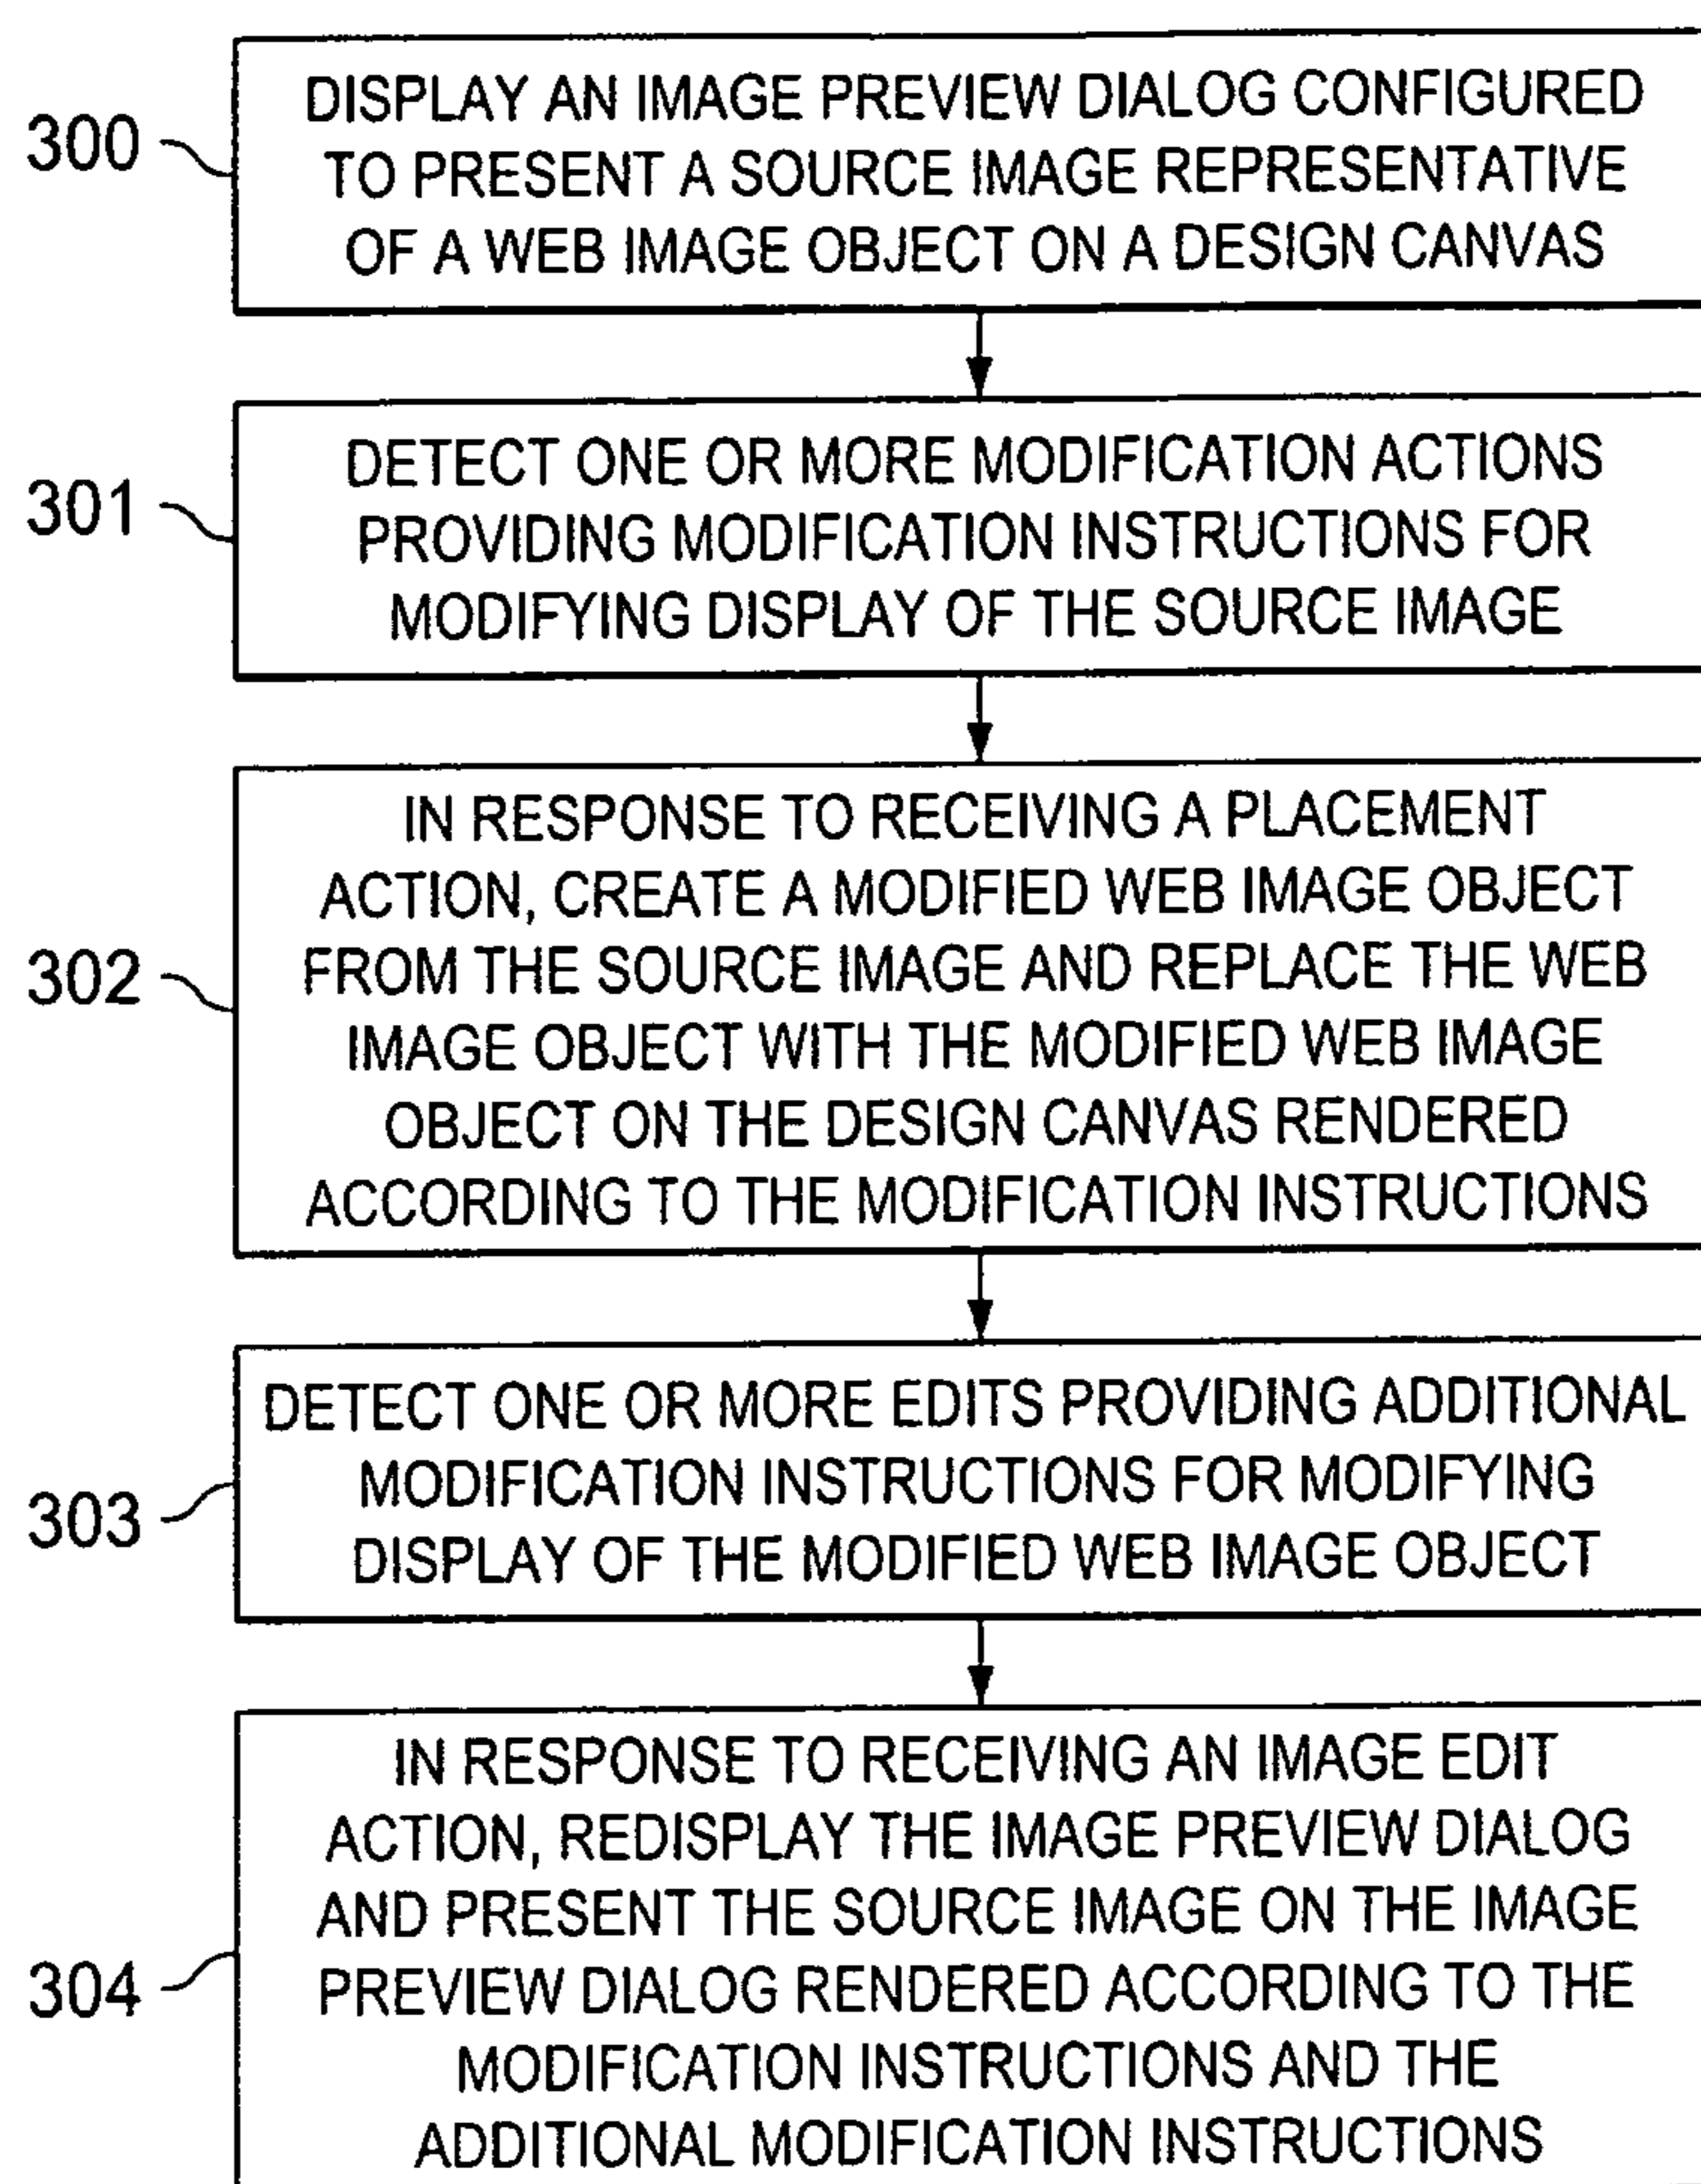 300
DISPLAY AN IMAGE PREVIEW DIALOG CONFIGURED
TO PRESENT A SOURCE IMAGE REPRESENTATIVE
OF A WEB IMAGE OBJECT ON A DESIGN CANVAS
301
DETECT ONE OR MORE MODIFICATION ACTIONS
PROVIDING MODIFICATION INSTRUCTIONS FOR
MODIFYING DISPLAY OF THE SOURCE IMAGE
302
IN RESPONSE TO RECEIVING A PLACEMENT
ACTION, CREATE A MODIFIED WEB IMAGE OBJECT
FROM THE SOURCE IMAGE AND REPLACE THE WEB
IMAGE OBJECT WITH THE MODIFIED WEB IMAGE
OBJECT ON THE DESIGN CANVAS RENDERED
ACCORDING TO THE MODIFICATION INSTRUCTIONS
303
DETECT ONE OR MORE EDITS PROVIDING ADDITIONAL
MODIFICATION INSTRUCTIONS FOR MODIFYING
DISPLAY OF THE MODIFIED WEB IMAGE OBJECT
304
IN RESPONSE TO RECEIVING AN IMAGE EDIT
ACTION, REDISPLAY THE IMAGE PREVIEW DIALOG
AND PRESENT THE SOURCE IMAGE ON THE IMAGE
PREVIEW DIALOG RENDERED ACCORDING TO THE
MODIFICATION INSTRUCTIONS AND THE
ADDITIONAL MODIFICATION INSTRUCTIONS